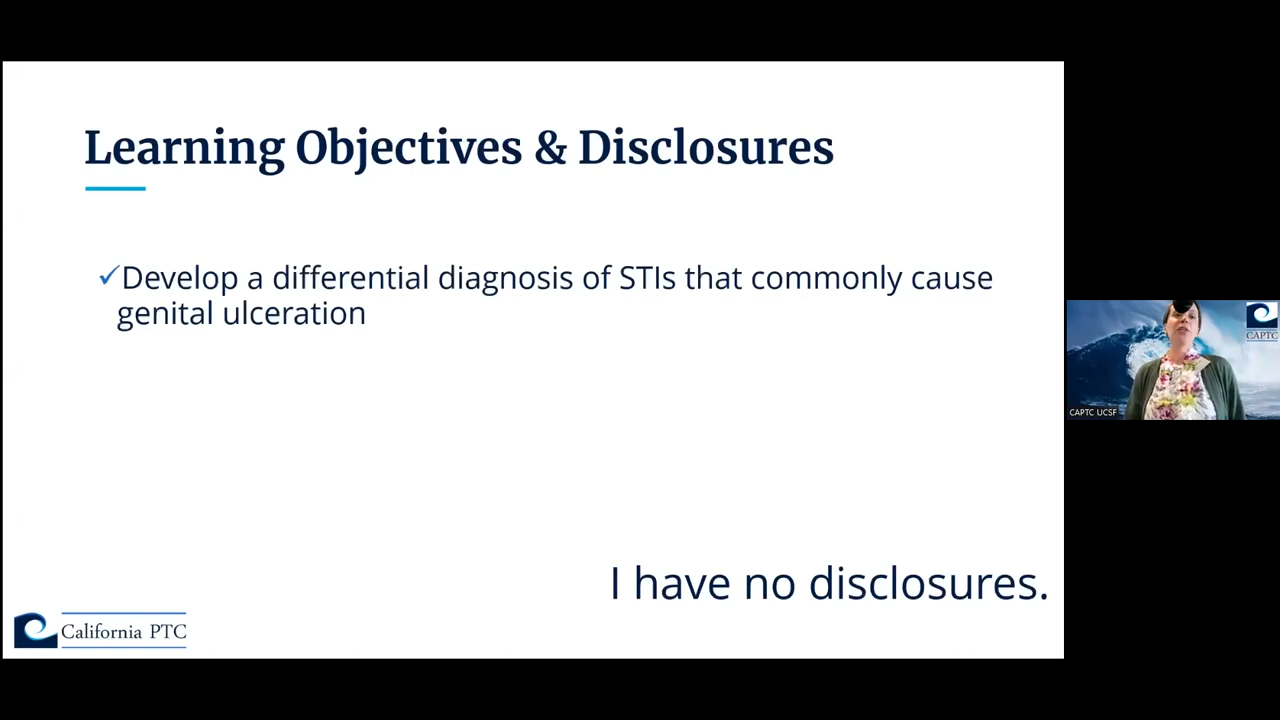 Learning Objectives & Disclosures
✓Develop a differential diagnosis of STIs that commonly cause
genital ulceration
I have no disclosures.
California PTC
CAPTC
CAPTC UCSF